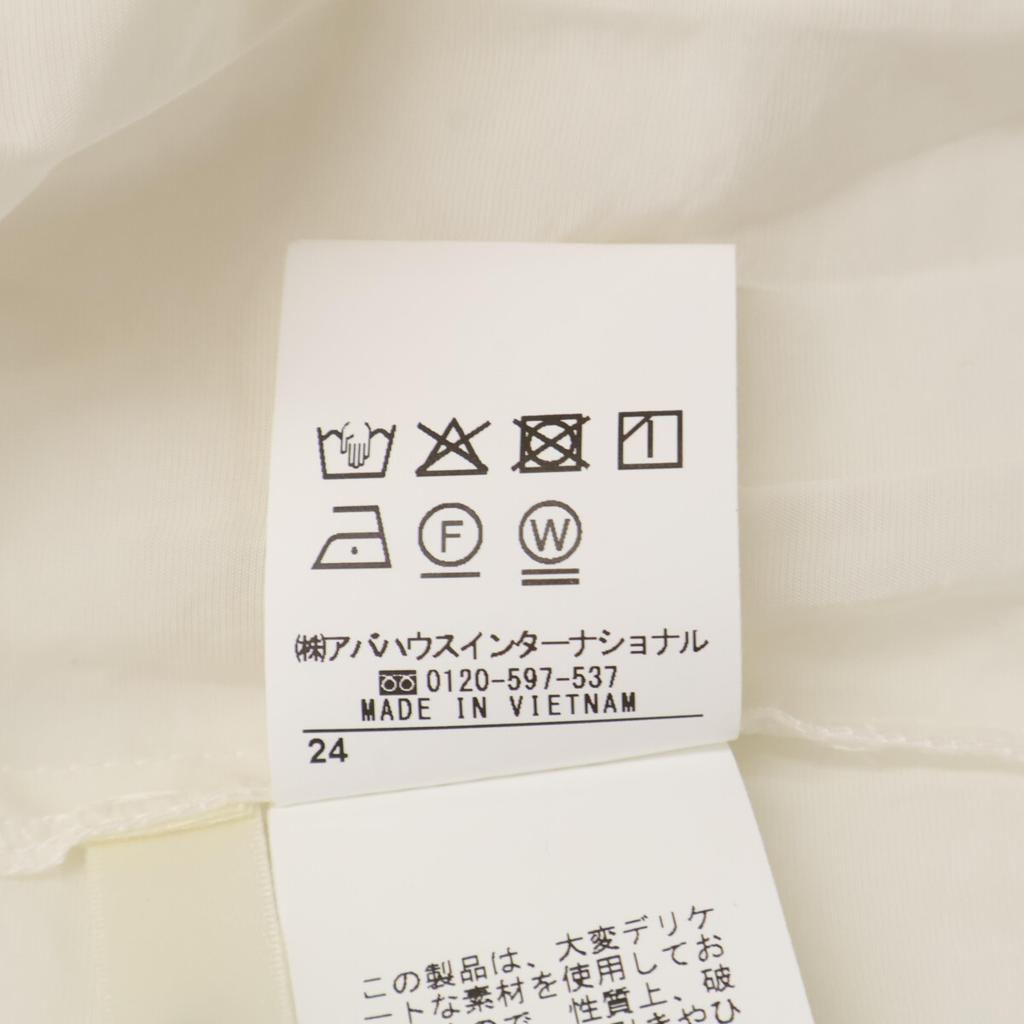 F
W
㈱アバハウスインターナショナル
0120-597-537
MADE IN VIETNAM
24
この製品は、大変デリケ
ートな素材を使用してお
性質上、破